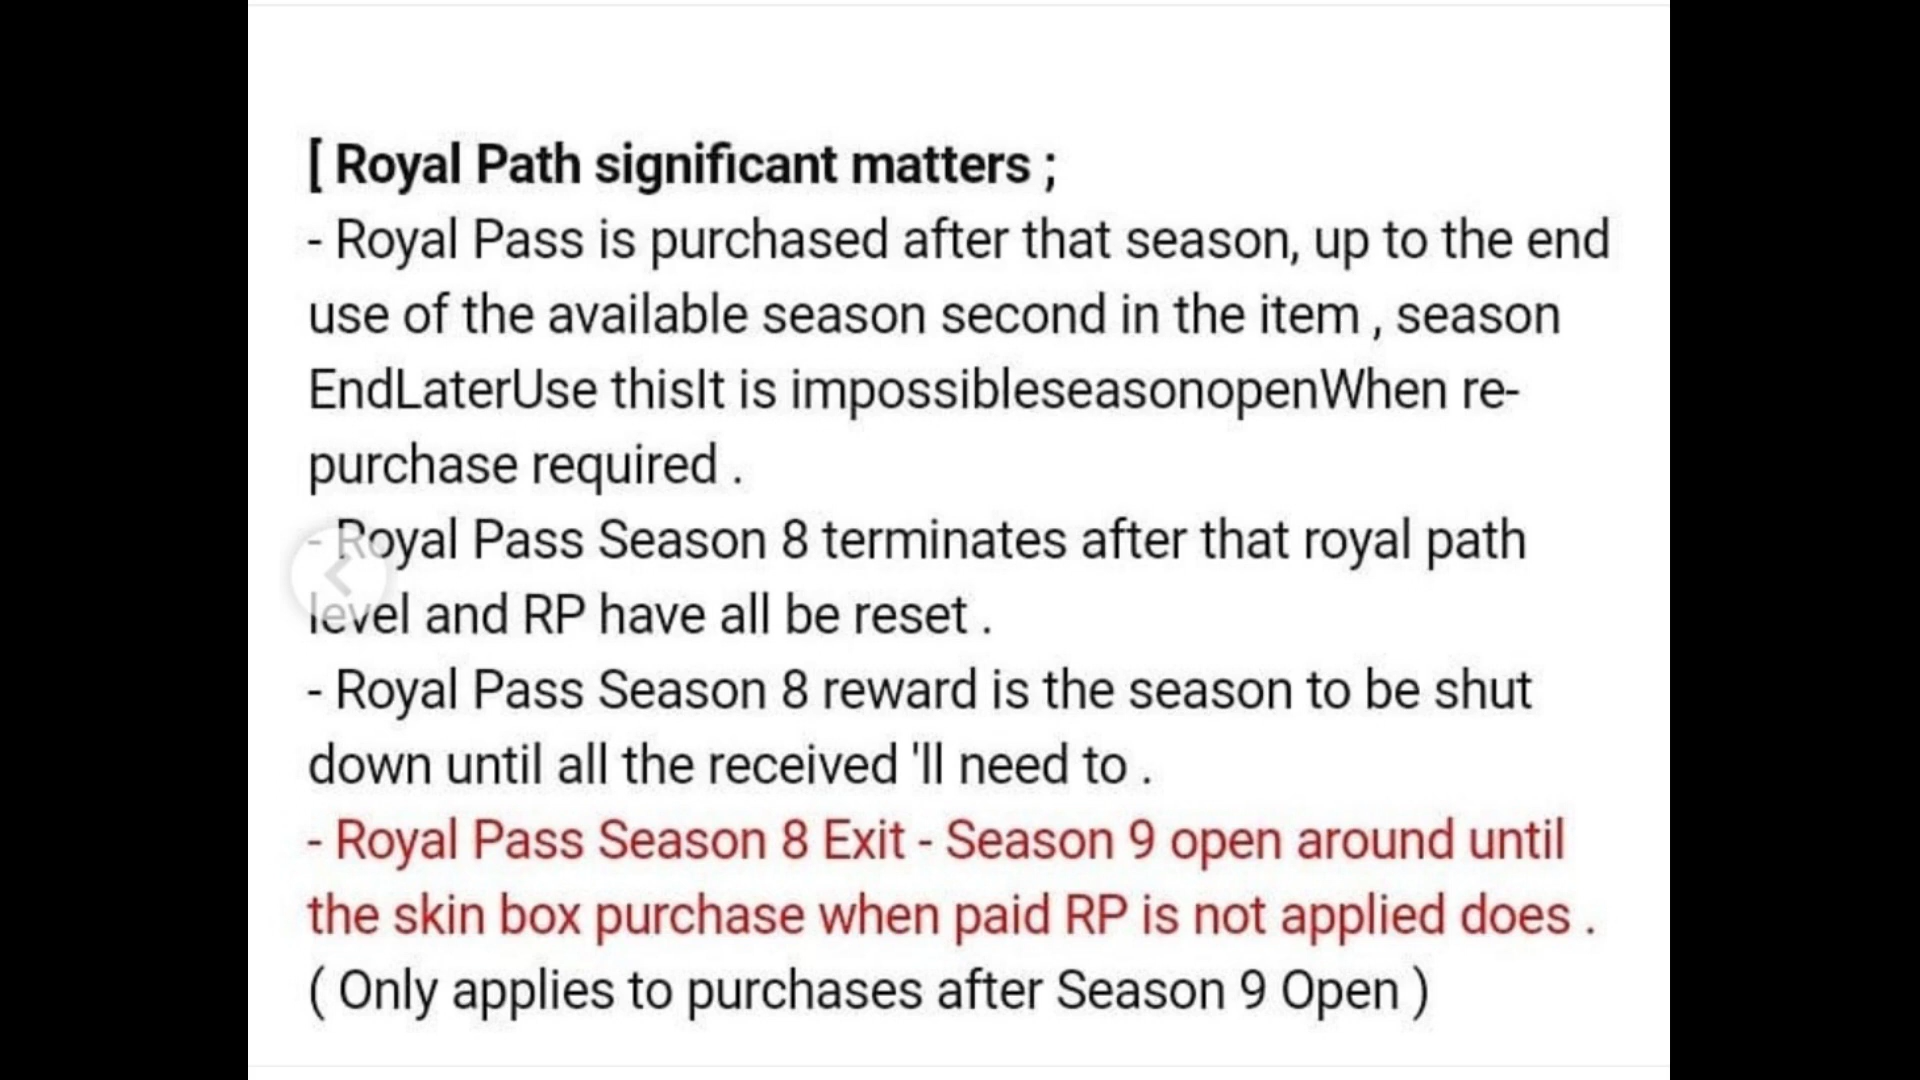 [ Royal Path significant matters ;
- Royal Pass is purchased after that season, up to the end
use of the available season second in the item , season
EndLaterUse thisIt is impossibleseasonopenWhen re-
purchase required .
- Royal Pass Season 8 terminates after that royal path
level and RP have all be reset .
- Royal Pass Season 8 reward is the season to be shut
down until all the received 'll need to .
- Royal Pass Season 8 Exit - Season 9 open around until
the skin box purchase when paid RP is not applied does .
( Only applies to purchases after Season 9 Open )